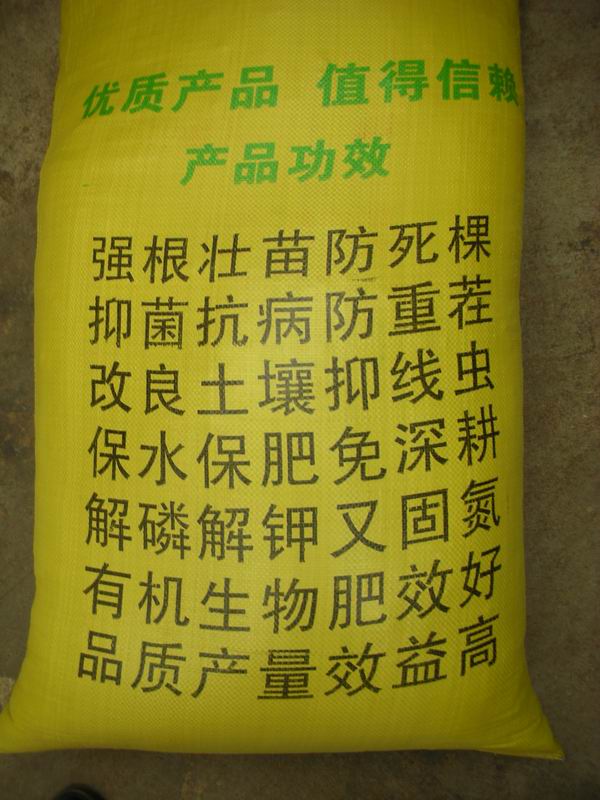 优质产品 值得信赖
产品功效
强根壮苗防死棵
抑菌抗病防重茬
改良土壤抑线虫
保水保肥免深耕
解磷解钾又固氮
有机生物肥效好
品质产量效益高